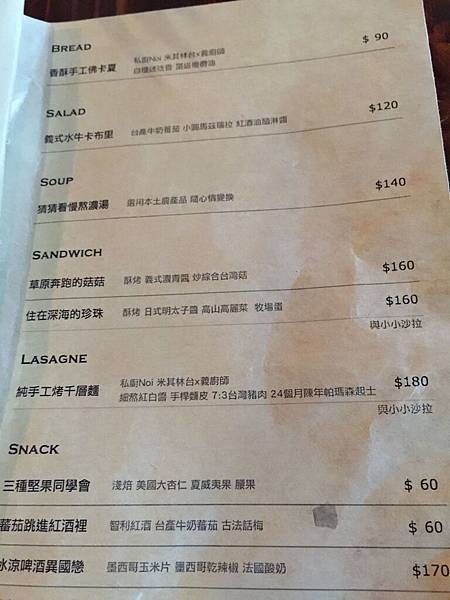 BREAD
私廚Noi 米其林台x義廚師 $ 90
香酥手工佛卡夏
SALAD
義式水牛卡布里 台產牛奶蕃茄 小圓馬茲瑞拉 紅酒油醋淋醬 $120
SOUP
猜猜看慢熬濃湯 選用本土農產品 隨心情變換 $140
SANDWICH
草原奔跑的菇菇 酥烤 義式濃青醬 炒綜合台灣菇 $160
住在深海的珍珠 酥烤 日式明太子醬 高山高麗菜 牧場蛋 $160
與小小沙拉
LASAGNE
私廚Noi 米其林台x義廚師 $180
純手工烤千層麵 細熬紅白醬 手桿麵皮 7:3台灣豬肉 24個月陳年帕瑪森起士
與小小沙拉
SNACK
三種堅果同學會 淺焙 美國大杏仁 夏威夷果 腰果 $ 60
蕃茄跳進紅酒裡 智利紅酒 台產牛奶蕃茄 古法話梅 $ 60
冰涼啤酒異國戀 墨西哥玉米片 墨西哥乾辣椒 法國酸奶 $170